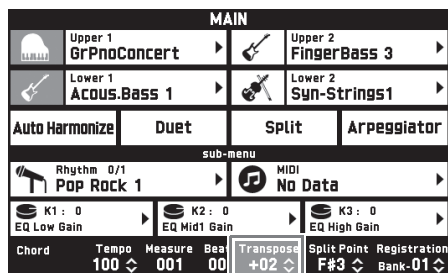 MAIN
Upper 1
GrPnoConcert
Upper 2
FingerBass 3
Lower 1
Acous.Bass 1
Lower 2
Syn-Strings1
Auto Harmonize Duet Split Arpeggiator
sub-menu
Rhythm 0/1
Pop Rock 1
MIDI
No Data
K1 : 0
EQ Low Gain
K2 : 0
EQ Mid1 Gain
K3 : 0
EQ High Gain
Chord Tempo Measure Beat Transpose Split Point Registration
100 001 00 +02 F#3 Bank-01